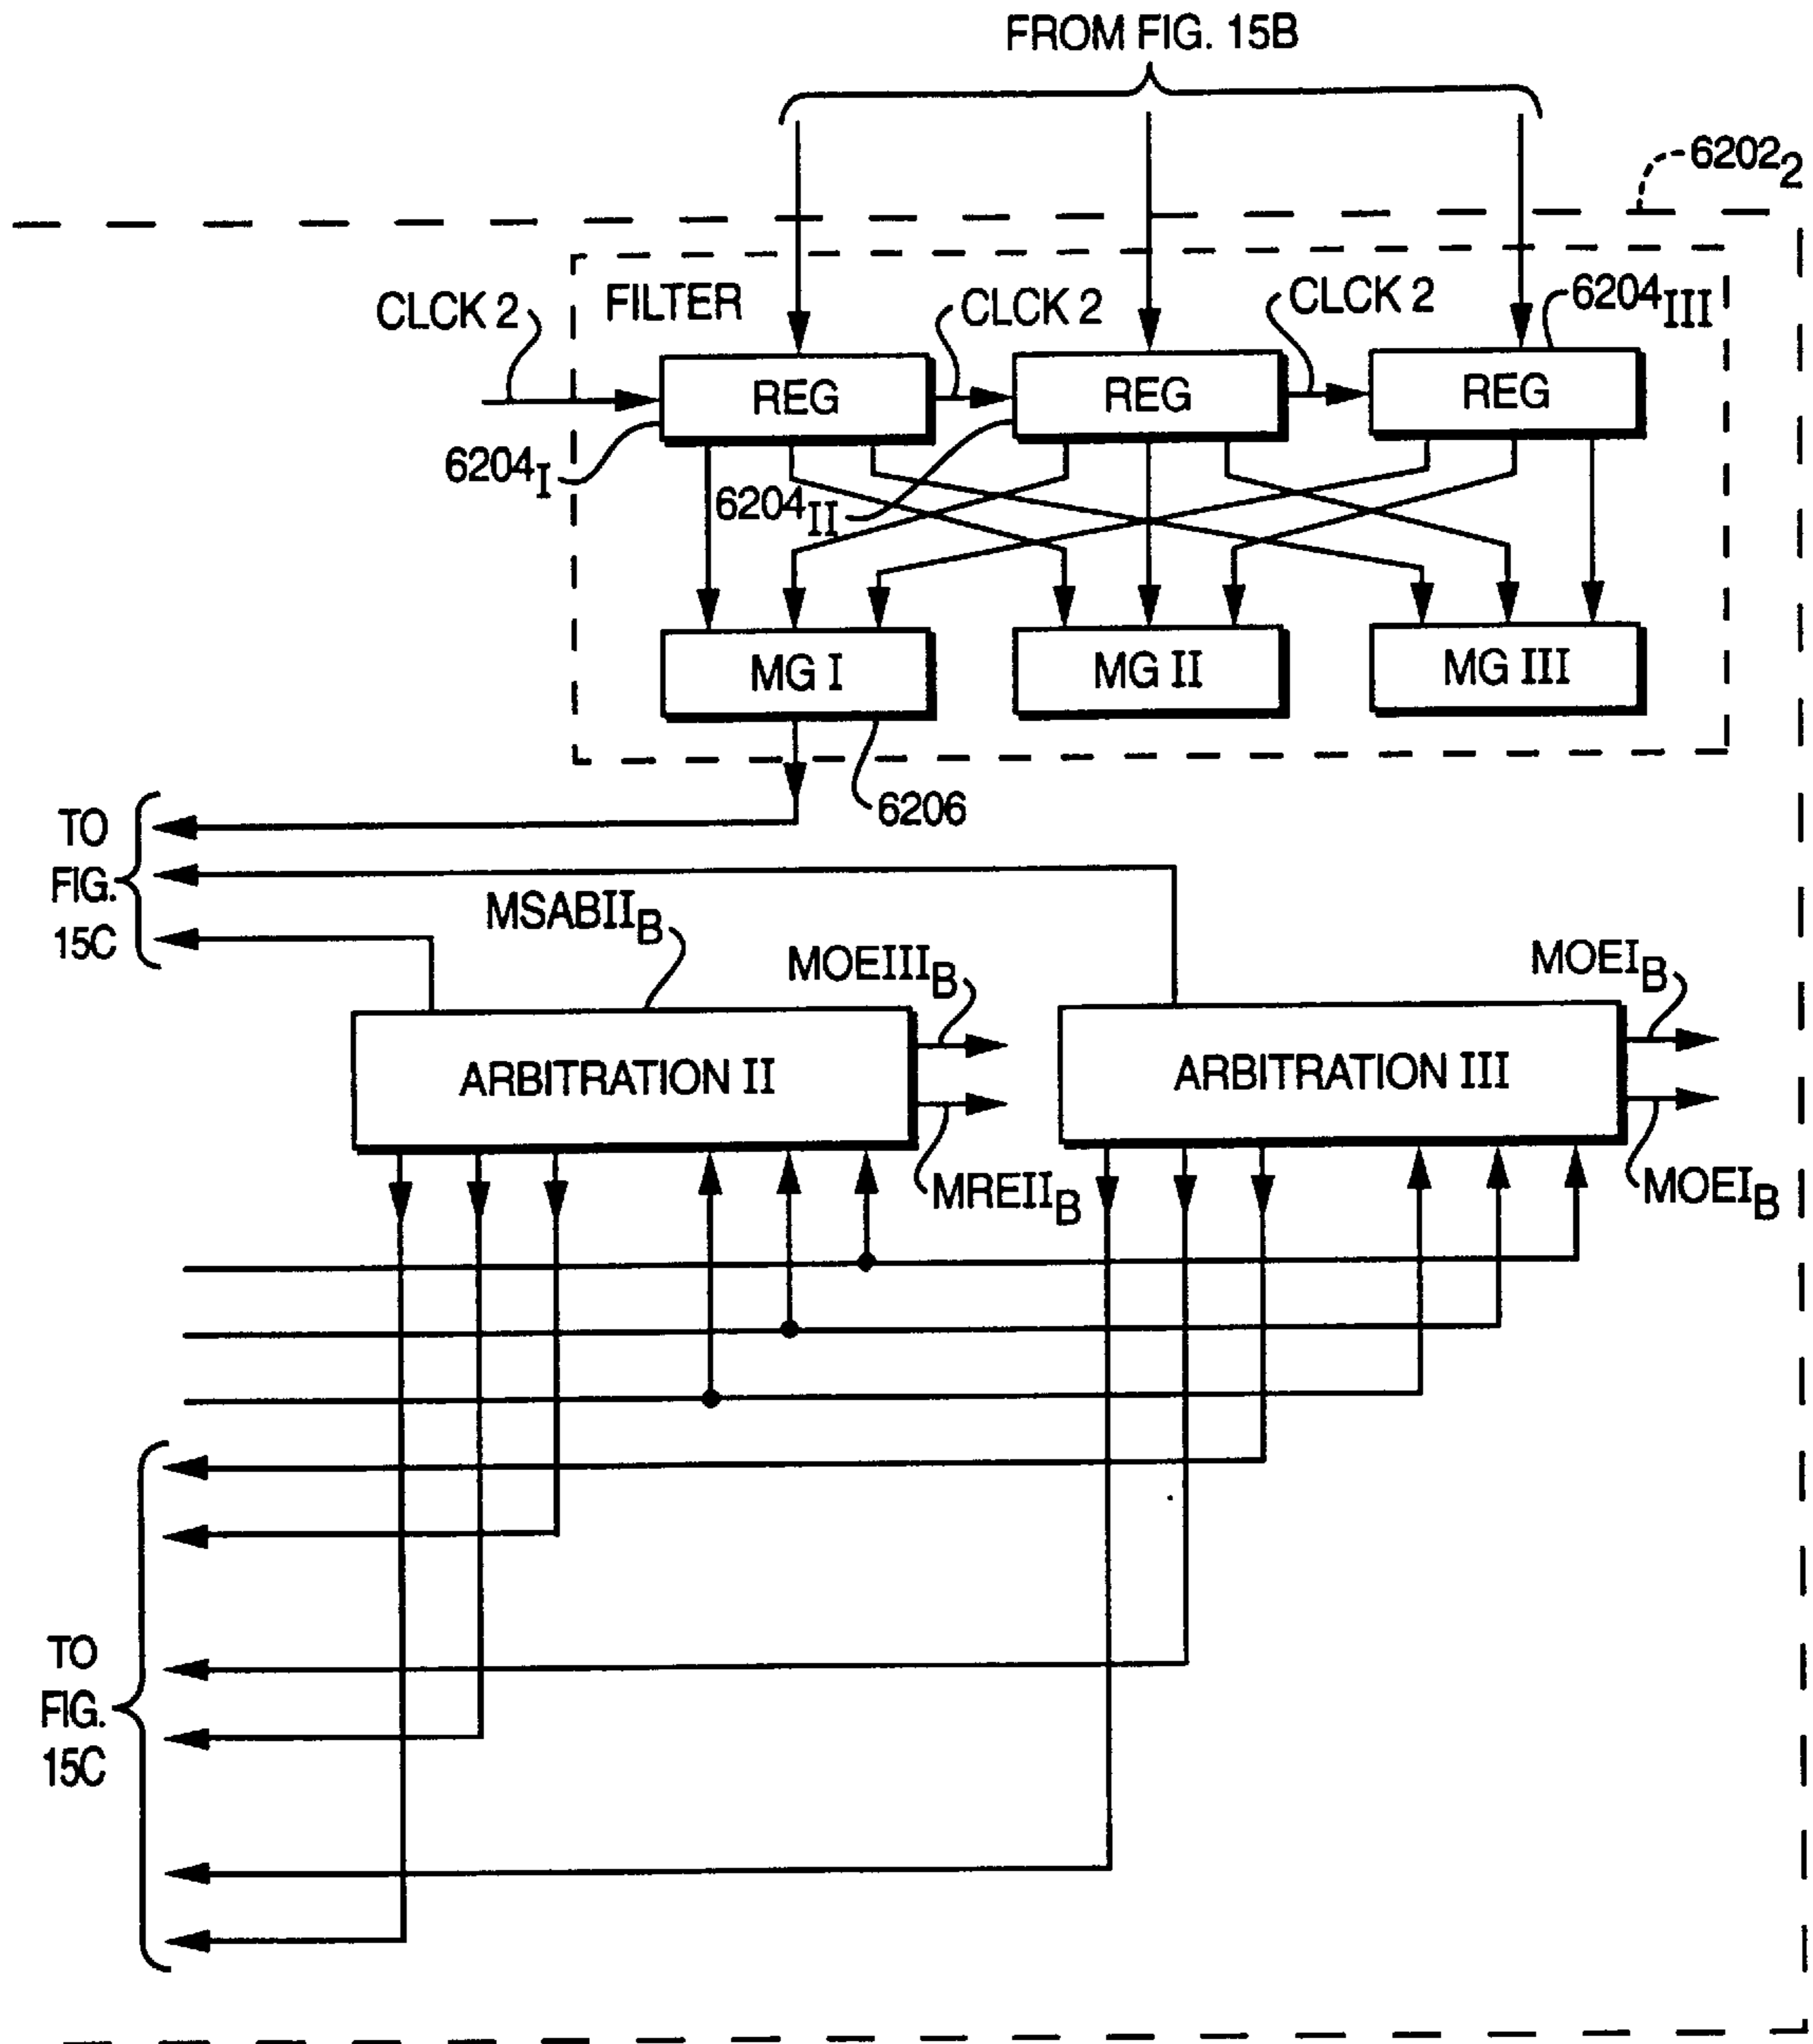 FROM FIG. 15B
6202₂
CLCK 2
FILTER
CLCK 2
CLCK 2
6204III
REG
REG
REG
6204I
6204II
MG I
MG II
MG III
6206
TO
FIG.
15C
MSABIIB
MOEIIIB
MOEIB
ARBITRATION II
ARBITRATION III
MREIIB
MOEIB
TO
FIG.
15C